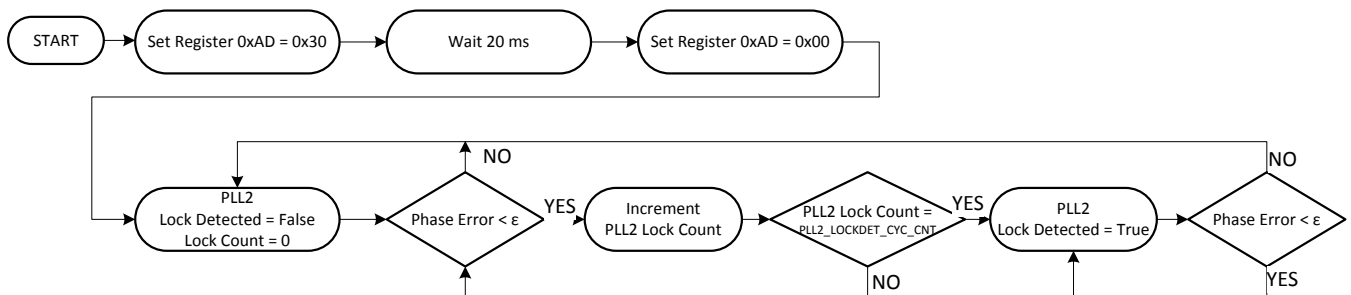 START
Set Register 0xAD = 0x30
Wait 20 ms
Set Register 0xAD = 0x00
NO
NO
PLL2
Lock Detected = False
Lock Count = 0
Phase Error < ε
YES
Increment
PLL2 Lock Count
PLL2 Lock Count =
PLL2_LOCKDET_CYC_CNT
YES
PLL2
Lock Detected = True
Phase Error < ε
NO
YES